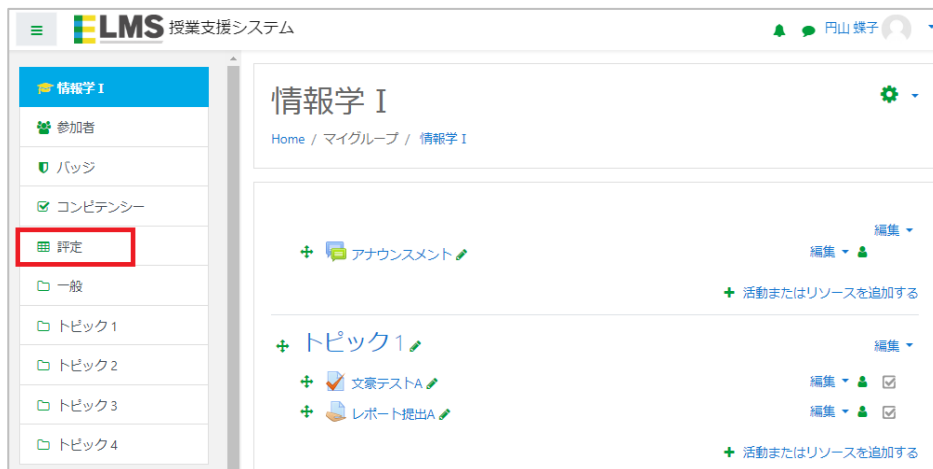 ELMS 授業支援システム
円山 蝶子
情報学Ⅰ
参加者
バッジ
コンピテンシー
評定
一般
トピック 1
トピック 2
トピック 3
トピック 4
情報学Ⅰ
Home / マイグループ / 情報学Ⅰ
編集
アナウンスメント 編集
活動またはリソースを追加する
トピック 1 編集
文豪テストA 編集
レポート提出A 編集
活動またはリソースを追加する